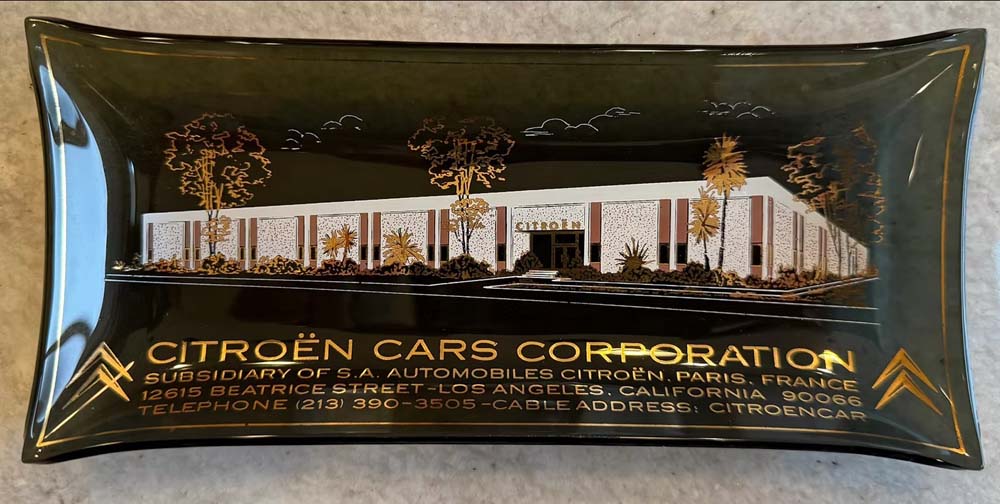 CITROËN
CITROËN CARS CORPORATION
SUBSIDIARY OF S.A. AUTOMOBILES CITROËN, PARIS, FRANCE
12615 BEATRICE STREET-LOS ANGELES, CALIFORNIA 90066
TELEPHONE (213) 390-3505-CABLE ADDRESS: CITROENCAR